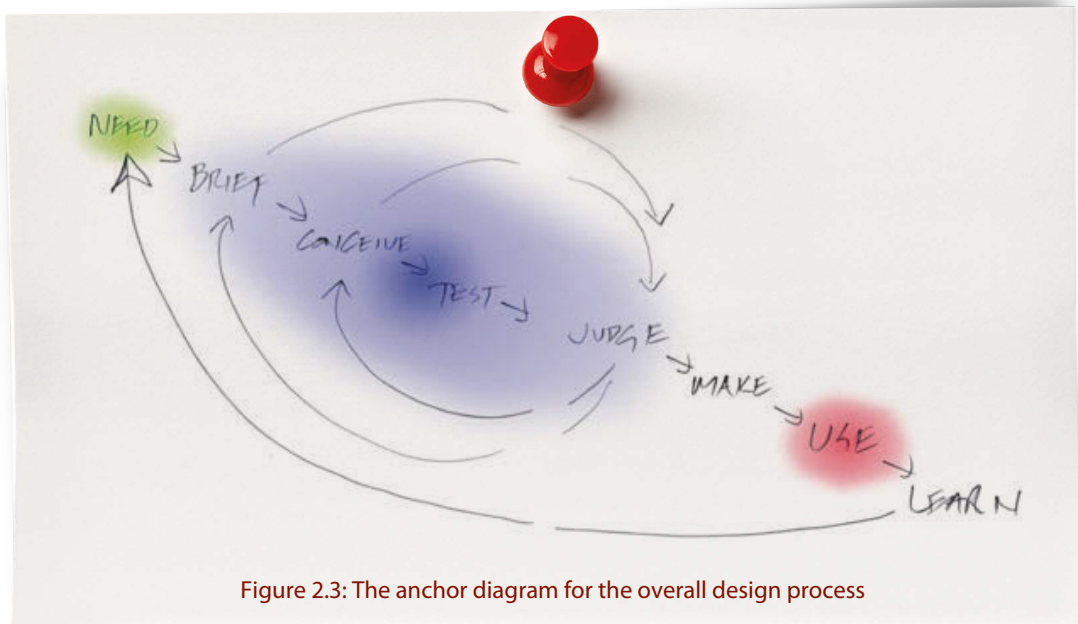 NEED
BRIEF
CONCEIVE
TEST
JUDGE
MAKE
USE
LEARN
Figure 2.3: The anchor diagram for the overall design process